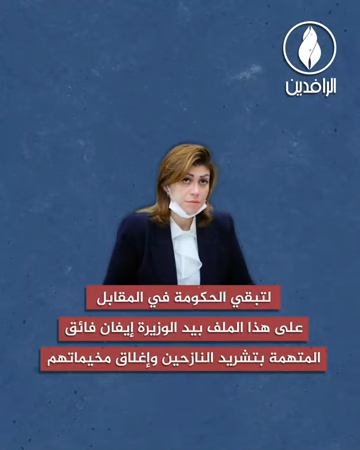 الرافدين
لتبقي الحكومة في المقابل
على هذا الملف بيد الوزيرة إيفان فائق
المتهمة بتشريد النازحين وإغلاق مخيماتهم